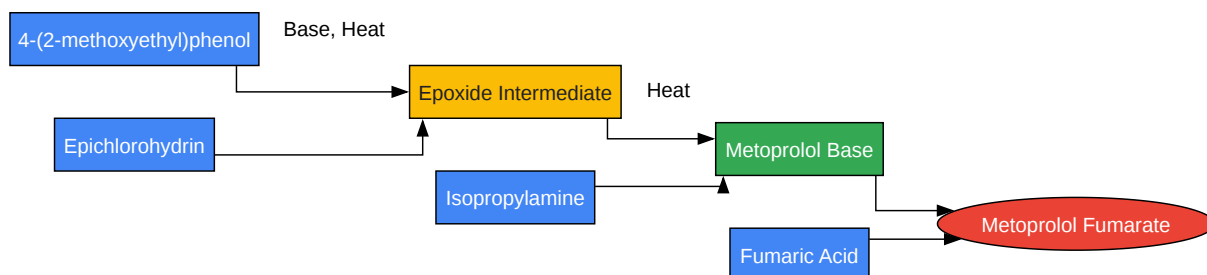 4-(2-methoxyethyl)phenol
Base, Heat
Epoxide Intermediate
Heat
Epichlorohydrin
Metoprolol Base
Isopropylamine
Metoprolol Fumarate
Fumaric Acid